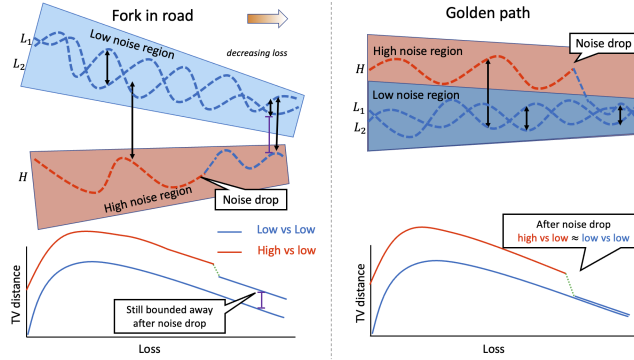 Fork in road
decreasing loss
L1
L2
Low noise region
H
High noise region
Noise drop
Low vs Low
High vs low
TV distance
Still bounded away
after noise drop
Loss
Golden path
High noise region
Noise drop
H
Low noise region
L1
L2
After noise drop
high vs low ≈ low vs low
TV distance
Loss